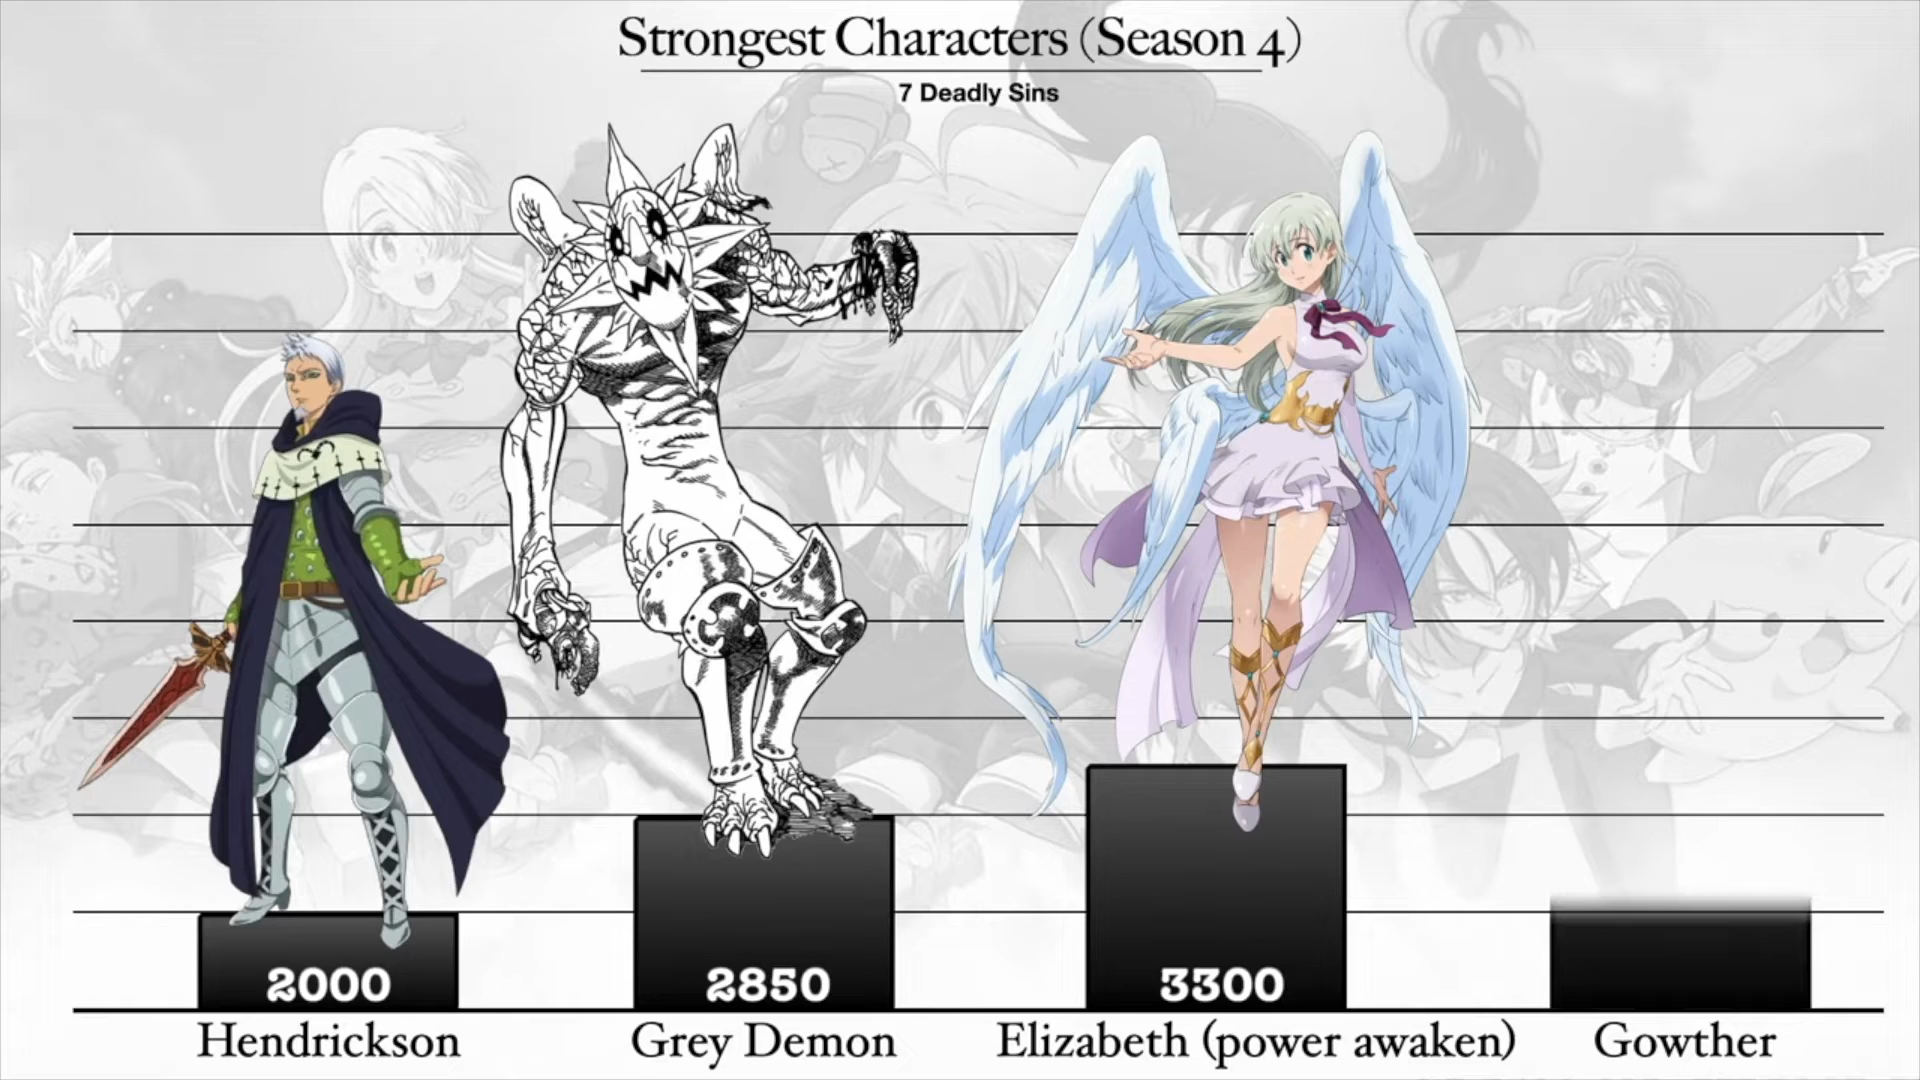 Strongest Characters (Season 4)
7 Deadly Sins
2000
2850
3300
Hendrickson
Grey Demon
Elizabeth (power awaken)
Gowther